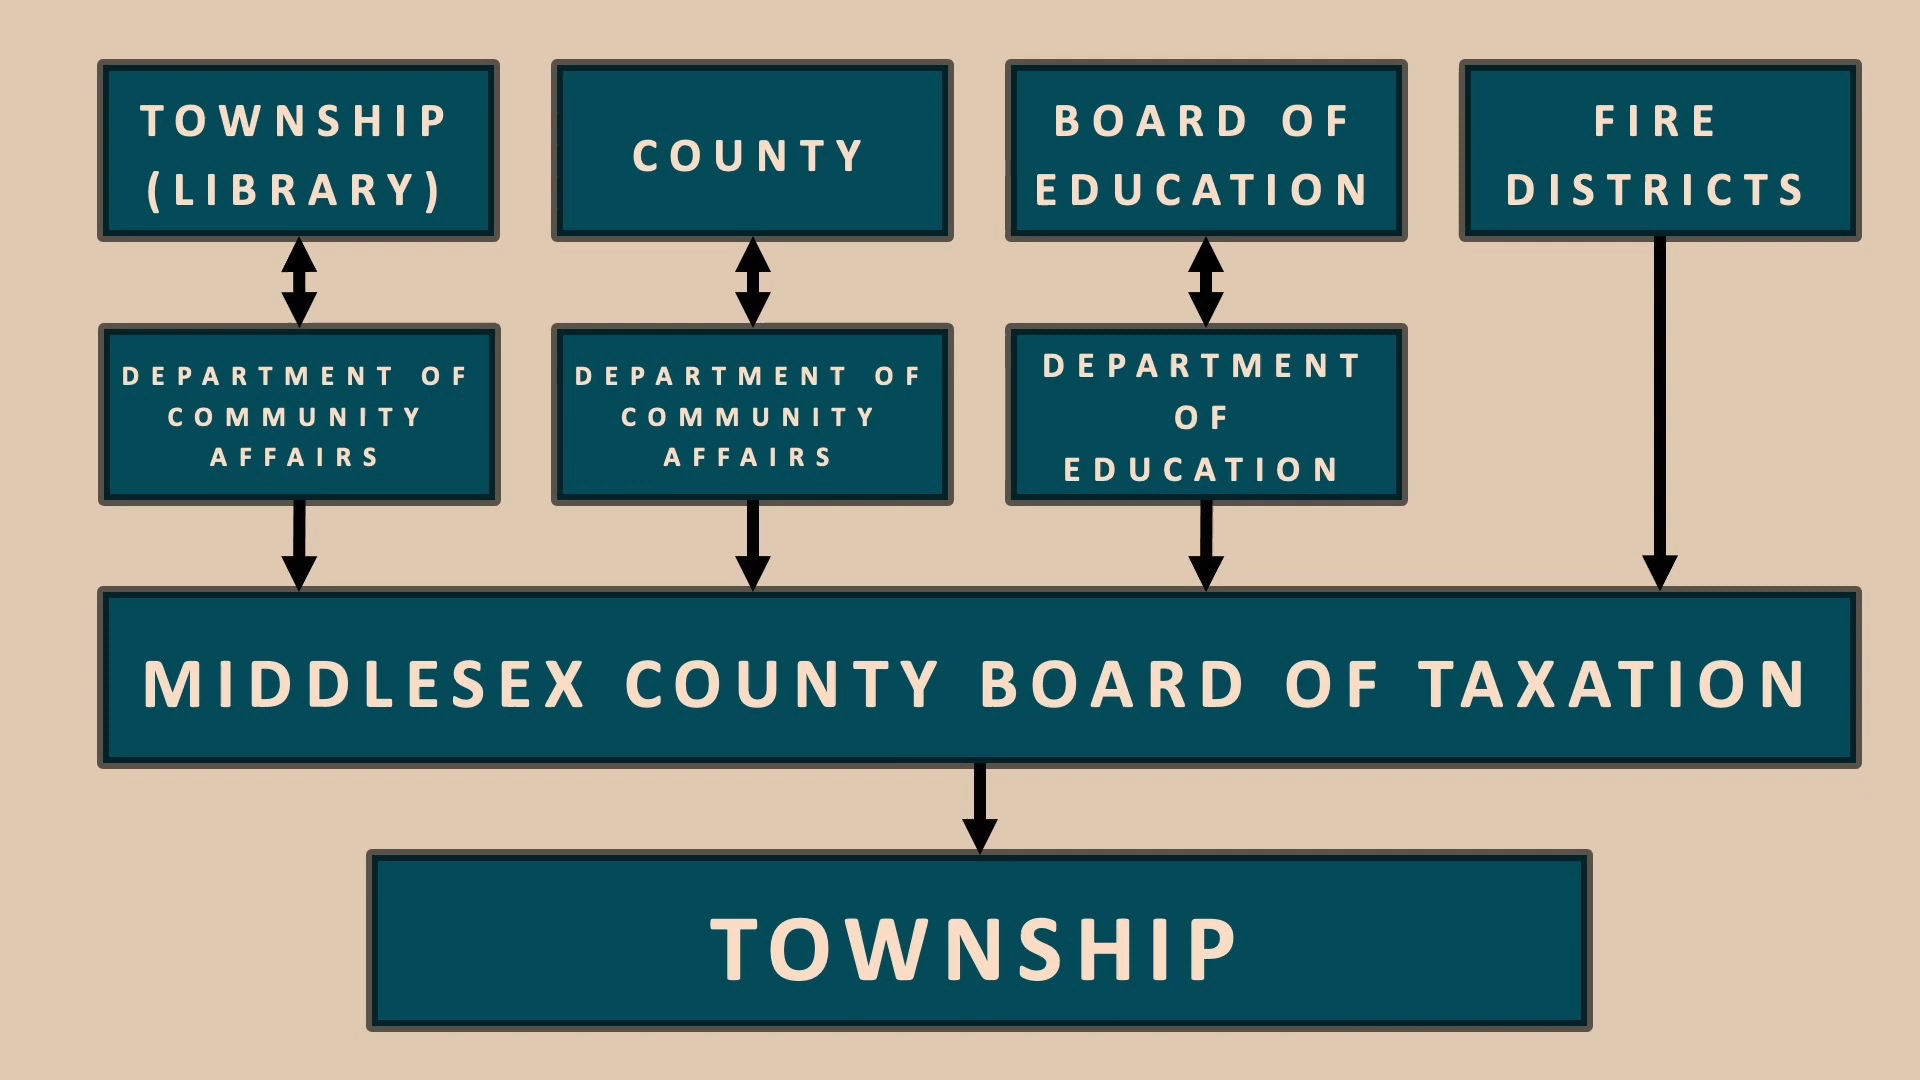 TOWNSHIP
(LIBRARY)
COUNTY
BOARD OF
EDUCATION
FIRE
DISTRICTS
DEPARTMENT OF
COMMUNITY
AFFAIRS
DEPARTMENT OF
COMMUNITY
AFFAIRS
DEPARTMENT
OF
EDUCATION
MIDDLESEX COUNTY BOARD OF TAXATION
TOWNSHIP